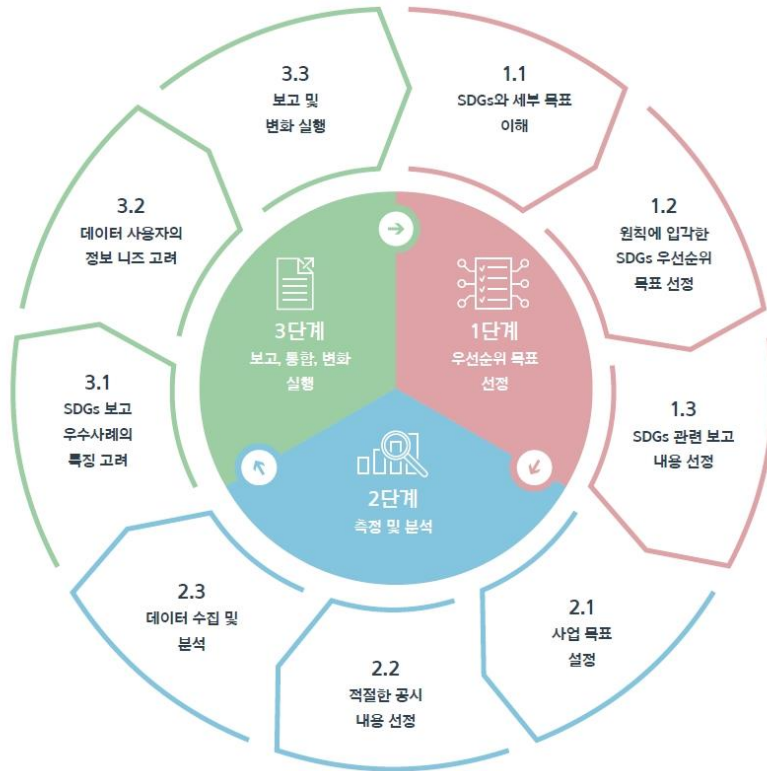 1.1
SDGs와 세부 목표
이해
1.2
원칙에 입각한
SDGs 우선순위
목표 선정
1.3
SDGs 관련 보고
내용 선정
2.1
사업 목표
설정
2.2
적절한 공시
내용 선정
2.3
데이터 수집 및
분석
3.1
SDGs 보고
우수사례의
특징 고려
3.2
데이터 사용자의
정보 니즈 고려
3.3
보고 및
변화 실행
1단계
우선순위 목표
선정
2단계
측정 및 분석
3단계
보고, 통합, 변화
실행